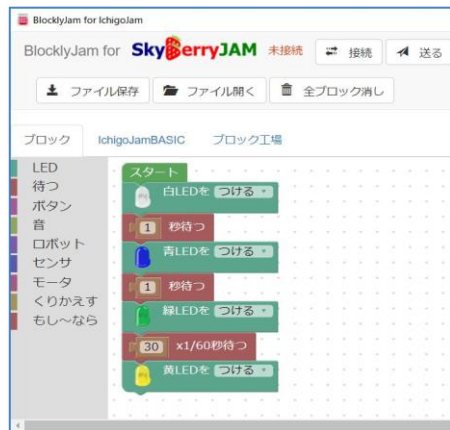 BlocklyJam for IchigoJam
BlocklyJam for SkyBerryJAM 未接続 接続 送る
ファイル保存 ファイル開く 全ブロック消し
ブロック IchigoJamBASIC ブロック工場
LED
待つ
ボタン
音
ロボット
センサ
モータ
くりかえす
もし～なら
スタート
白LEDを つける
1 秒待つ
青LEDを つける
1 秒待つ
緑LEDを つける
30 x1/60秒待つ
黄LEDを つける